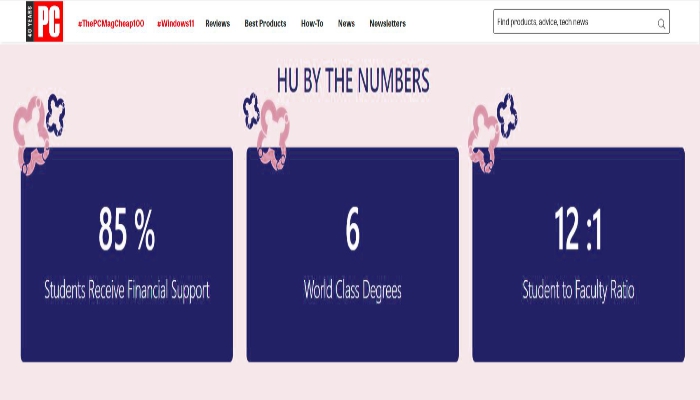 40 YEARS
PC
#ThePCMagCheap100 #Windows11 Reviews Best Products How-To News Newsletters
Find products, advice, tech news
HU BY THE NUMBERS
85 %
Students Receive Financial Support
6
World Class Degrees
12 :1
Student to Faculty Ratio